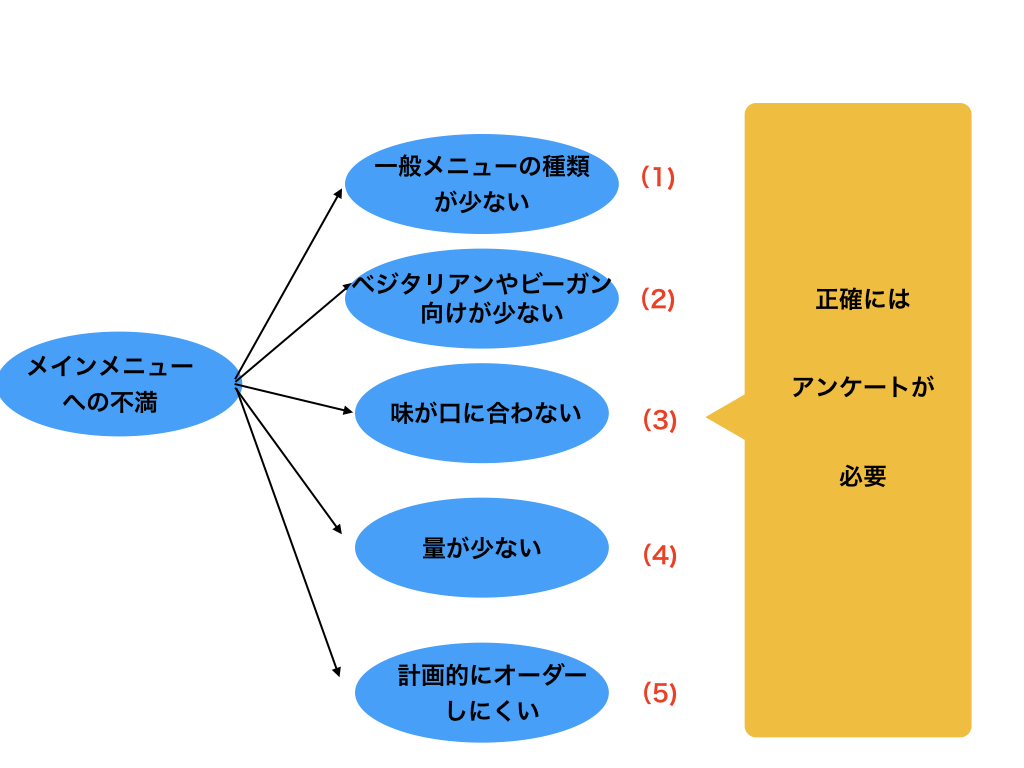 メインメニュー
への不満
一般メニューの種類
が少ない
(1)
ベジタリアンやビーガン
向けが少ない
(2)
味が口に合わない
(3)
量が少ない
(4)
計画的にオーダー
しにくい
(5)
正確には
アンケートが
必要